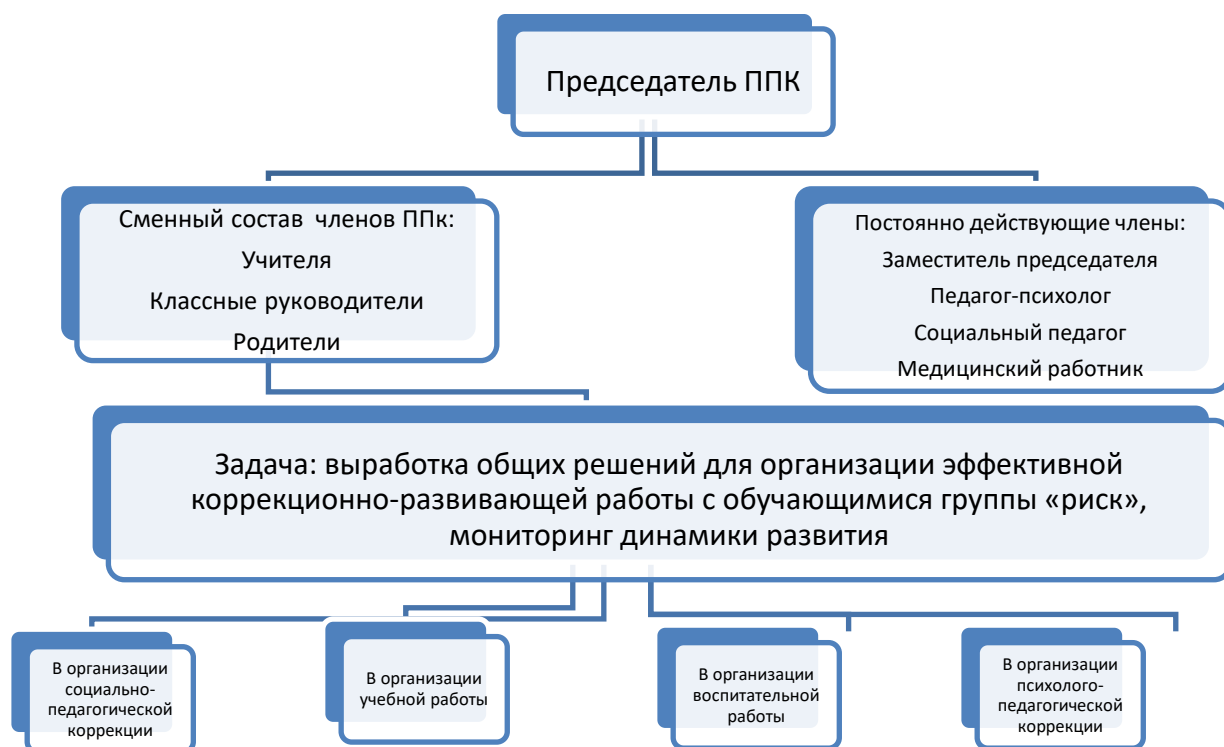 Председатель ППК
Сменный состав членов ППк:
Учителя
Классные руководители
Родители
Постоянно действующие члены:
Заместитель председателя
Педагог-психолог
Социальный педагог
Медицинский работник
Задача: выработка общих решений для организации эффективной
коррекционно-развивающей работы с обучающимися группы «риск»,
мониторинг динамики развития
В организации
социально-
педагогической
коррекции
В организации
учебной работы
В организации
воспитательной
работы
В организации
психолого-
педагогической
коррекции